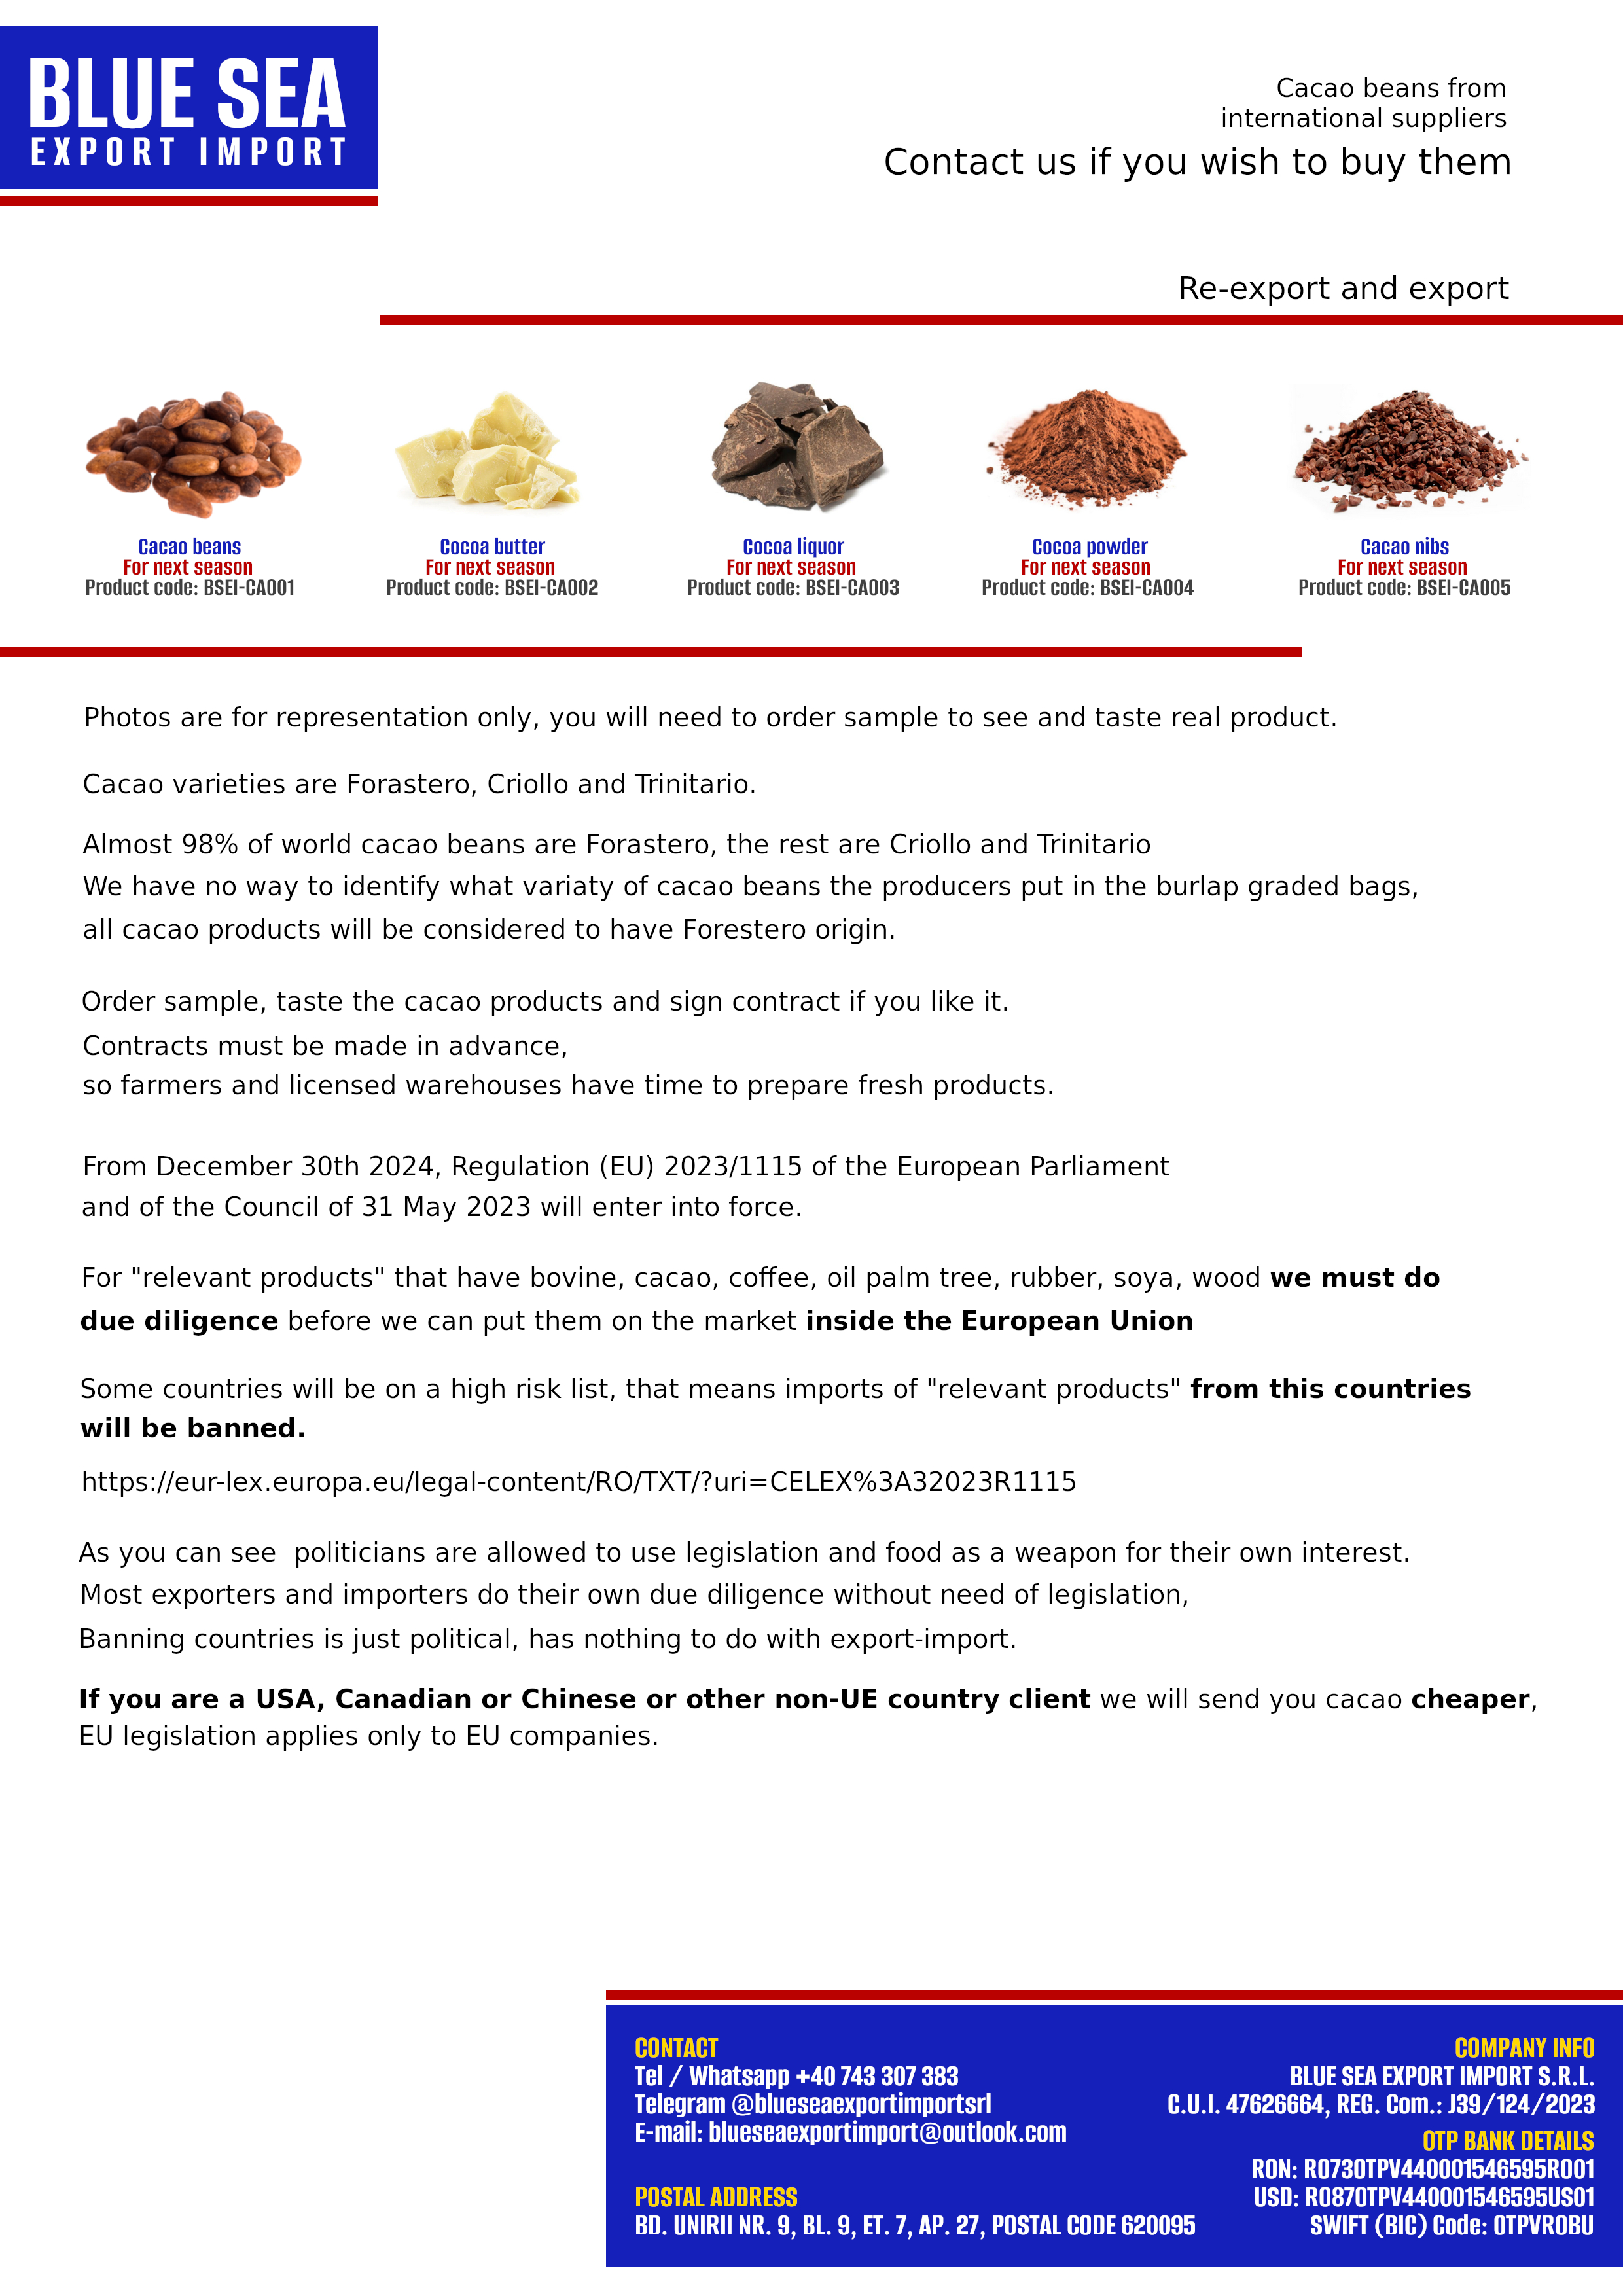 BLUE SEA
EXPORT IMPORT
Cacao beans from
international suppliers
Contact us if you wish to buy them
Re-export and export
Cacao beans
For next season
Product code: BSEI-CA001
Cocoa butter
For next season
Product code: BSEI-CA002
Cocoa liquor
For next season
Product code: BSEI-CA003
Cocoa powder
For next season
Product code: BSEI-CA004
Cacao nibs
For next season
Product code: BSEI-CA005
Photos are for representation only, you will need to order sample to see and taste real product.
Cacao varieties are Forastero, Criollo and Trinitario.
Almost 98% of world cacao beans are Forastero, the rest are Criollo and Trinitario
We have no way to identify what variaty of cacao beans the producers put in the burlap graded bags,
all cacao products will be considered to have Forestero origin.
Order sample, taste the cacao products and sign contract if you like it.
Contracts must be made in advance,
so farmers and licensed warehouses have time to prepare fresh products.
From December 30th 2024, Regulation (EU) 2023/1115 of the European Parliament
and of the Council of 31 May 2023 will enter into force.
For "relevant products" that have bovine, cacao, coffee, oil palm tree, rubber, soya, wood we must do
due diligence before we can put them on the market inside the European Union
Some countries will be on a high risk list, that means imports of "relevant products" from this countries
will be banned.
https://eur-lex.europa.eu/legal-content/RO/TXT/?uri=CELEX%3A32023R1115
As you can see  politicians are allowed to use legislation and food as a weapon for their own interest.
Most exporters and importers do their own due diligence without need of legislation,
Banning countries is just political, has nothing to do with export-import.
If you are a USA, Canadian or Chinese or other non-UE country client we will send you cacao cheaper,
EU legislation applies only to EU companies.
CONTACT
Tel / Whatsapp +40 743 307 383
Telegram @blueseaexportimportsrl
E-mail: blueseaexportimport@outlook.com
POSTAL ADDRESS
BD. UNIRII NR. 9, BL. 9, ET. 7, AP. 27, POSTAL CODE 620095
COMPANY INFO
BLUE SEA EXPORT IMPORT S.R.L.
C.U.I. 47626664, REG. Com.: J39/124/2023
OTP BANK DETAILS
RON: RO73OTPV440001546595RO01
USD: RO87OTPV440001546595US01
SWIFT (BIC) Code: OTPVROBU